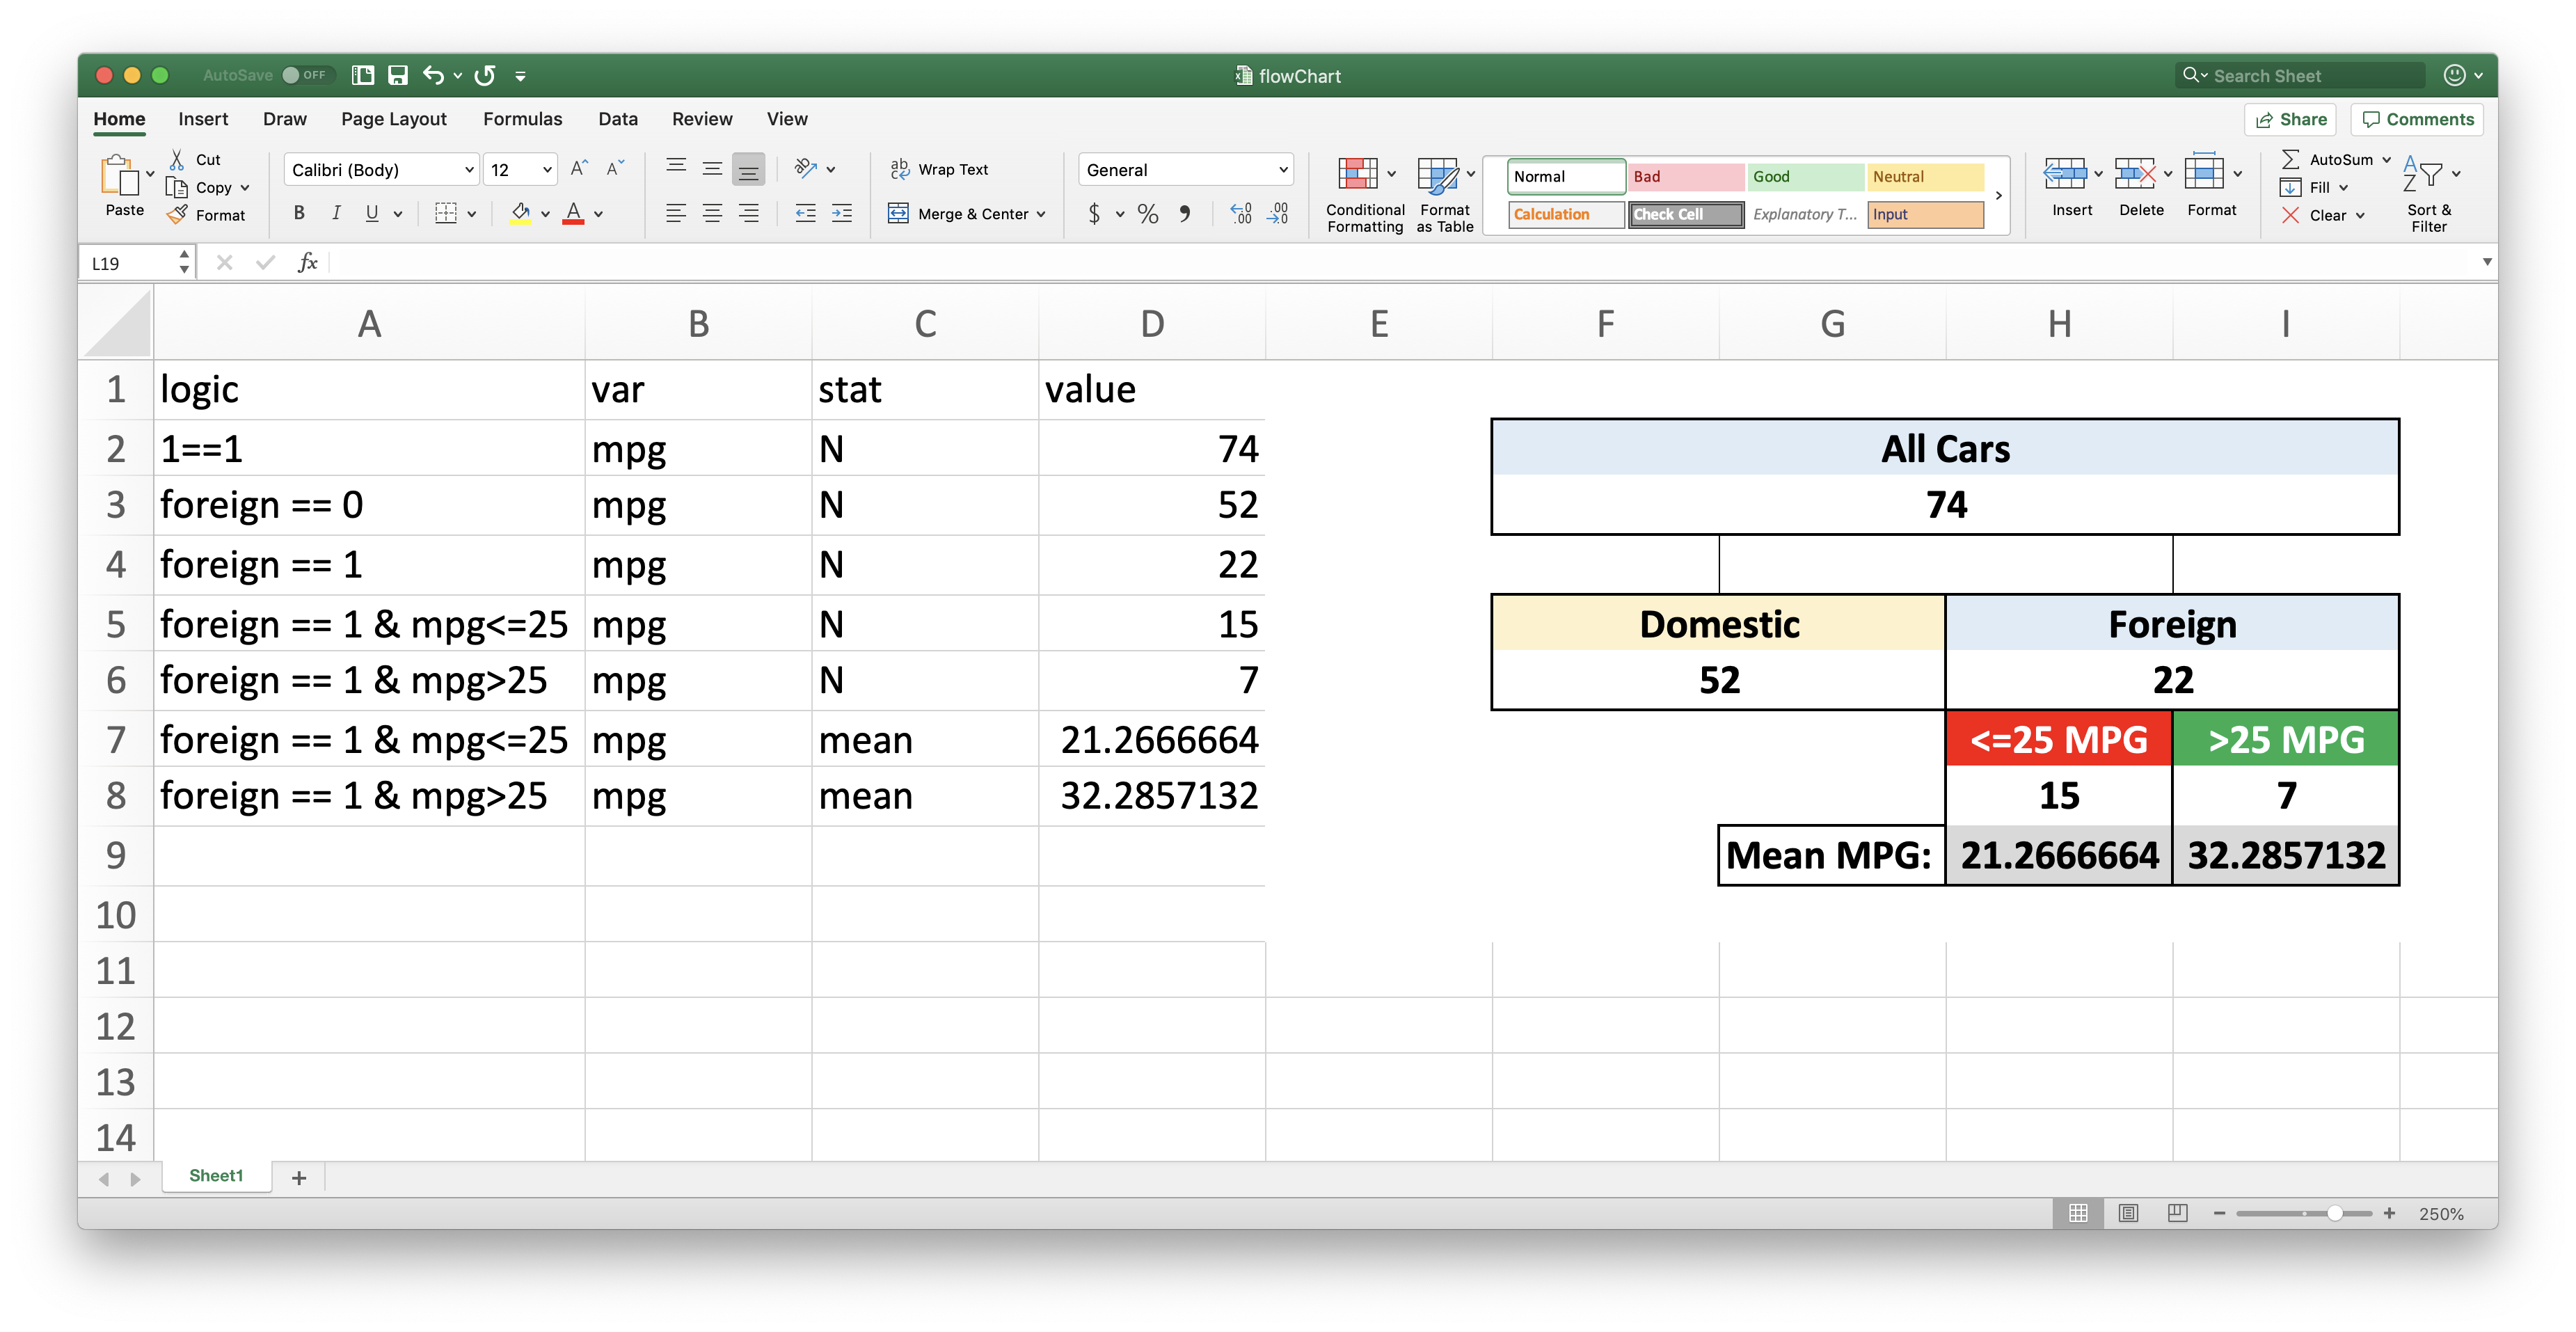 AutoSave OFF flowChart Search Sheet
Home Insert Draw Page Layout Formulas Data Review View Share Comments
Paste Cut Copy Format
Calibri (Body) 12
B I U A
Wrap Text
Merge & Center
General
$ % 9
Conditional Formatting
Format as Table
Normal Bad Good Neutral
Calculation Check Cell Explanatory T... Input
Insert Delete Format
AutoSum
Fill
Clear
Sort & Filter
L19 fx
A B C D E F G H I
1 logic var stat value
2 1==1 mpg N 74 All Cars
3 foreign == 0 mpg N 52 74
4 foreign == 1 mpg N 22
5 foreign == 1 & mpg<=25 mpg N 15 Domestic Foreign
6 foreign == 1 & mpg>25 mpg N 7 52 22
7 foreign == 1 & mpg<=25 mpg mean 21.2666664 <=25 MPG >25 MPG
8 foreign == 1 & mpg>25 mpg mean 32.2857132 15 7
9 Mean MPG: 21.2666664 32.2857132
10
11
12
13
14
Sheet1 +
250%